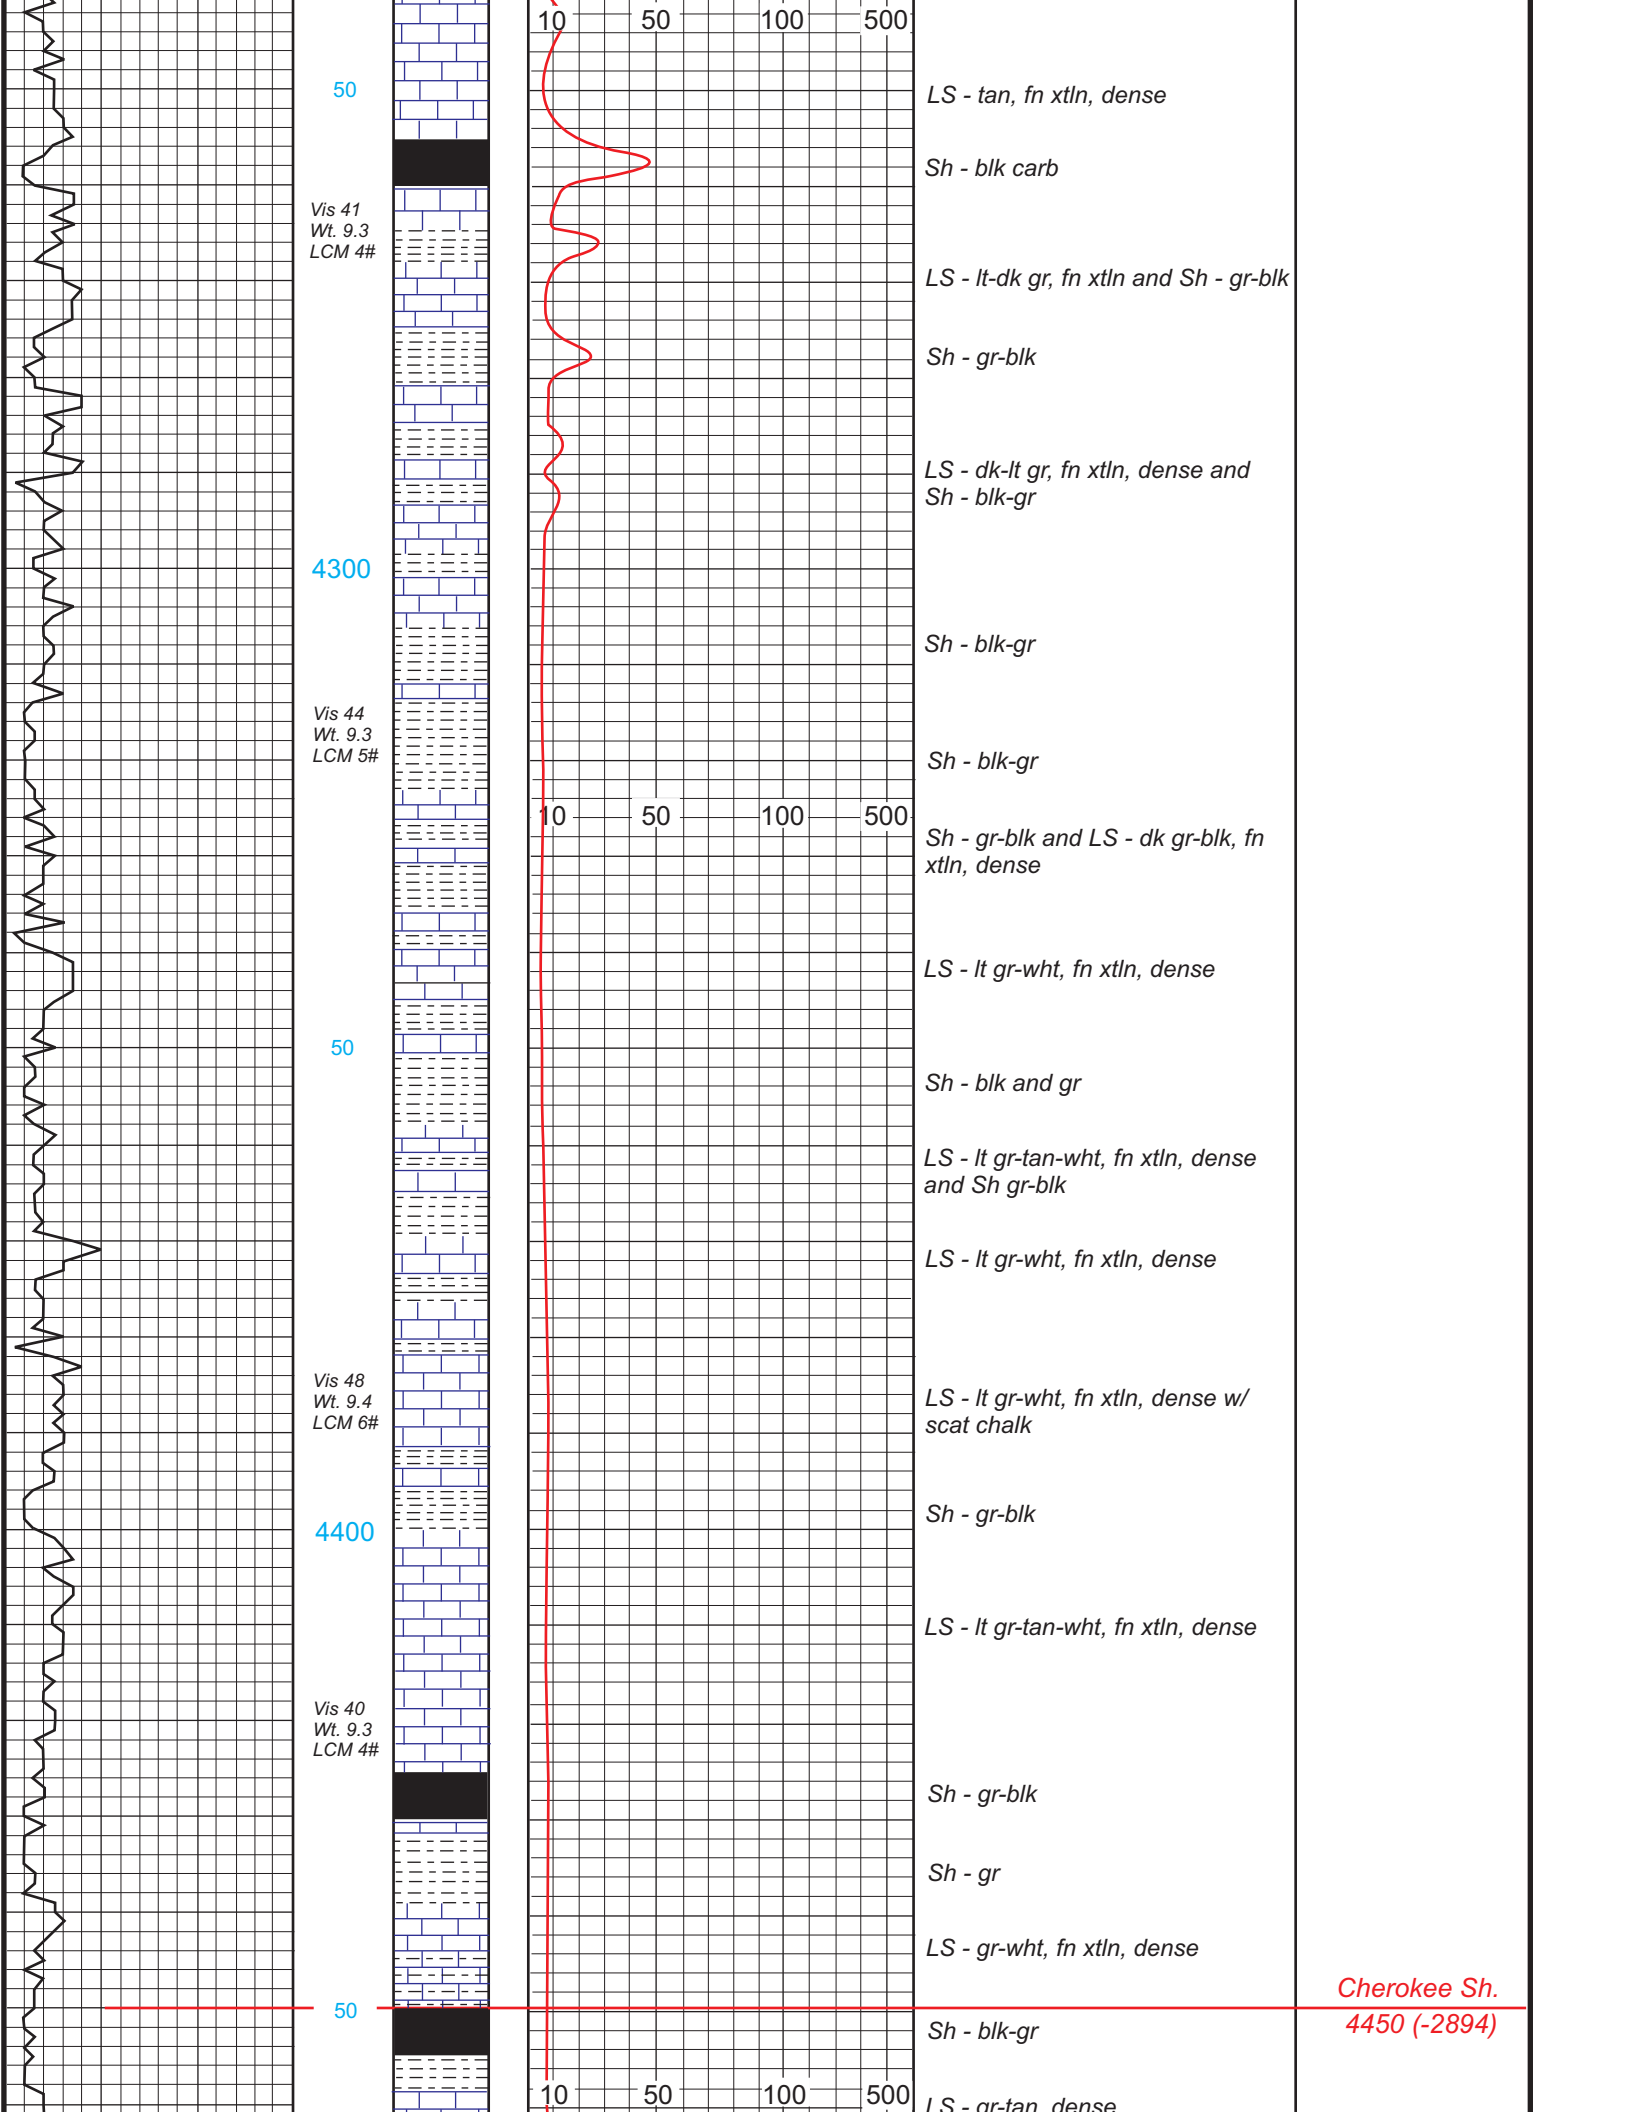 10 50 100 500
50
LS - tan, fn xtln, dense
Sh - blk carb
Vis 41
Wt. 9.3
LCM 4#
LS - lt-dk gr, fn xtln and Sh - gr-blk
Sh - gr-blk
LS - dk-lt gr, fn xtln, dense and
Sh - blk-gr
4300
Sh - blk-gr
Vis 44
Wt. 9.3
LCM 5#
Sh - blk-gr
10 50 100 500
Sh - gr-blk and LS - dk gr-blk, fn
xtln, dense
LS - lt gr-wht, fn xtln, dense
50
Sh - blk and gr
LS - lt gr-tan-wht, fn xtln, dense
and Sh gr-blk
LS - lt gr-wht, fn xtln, dense
Vis 48
Wt. 9.4
LCM 6#
LS - lt gr-wht, fn xtln, dense w/
scat chalk
Sh - gr-blk
4400
LS - lt gr-tan-wht, fn xtln, dense
Vis 40
Wt. 9.3
LCM 4#
Sh - gr-blk
Sh - gr
LS - gr-wht, fn xtln, dense
Cherokee Sh.
50
4450 (-2894)
Sh - blk-gr
10 50 100 500
LS - gr-tan, dense